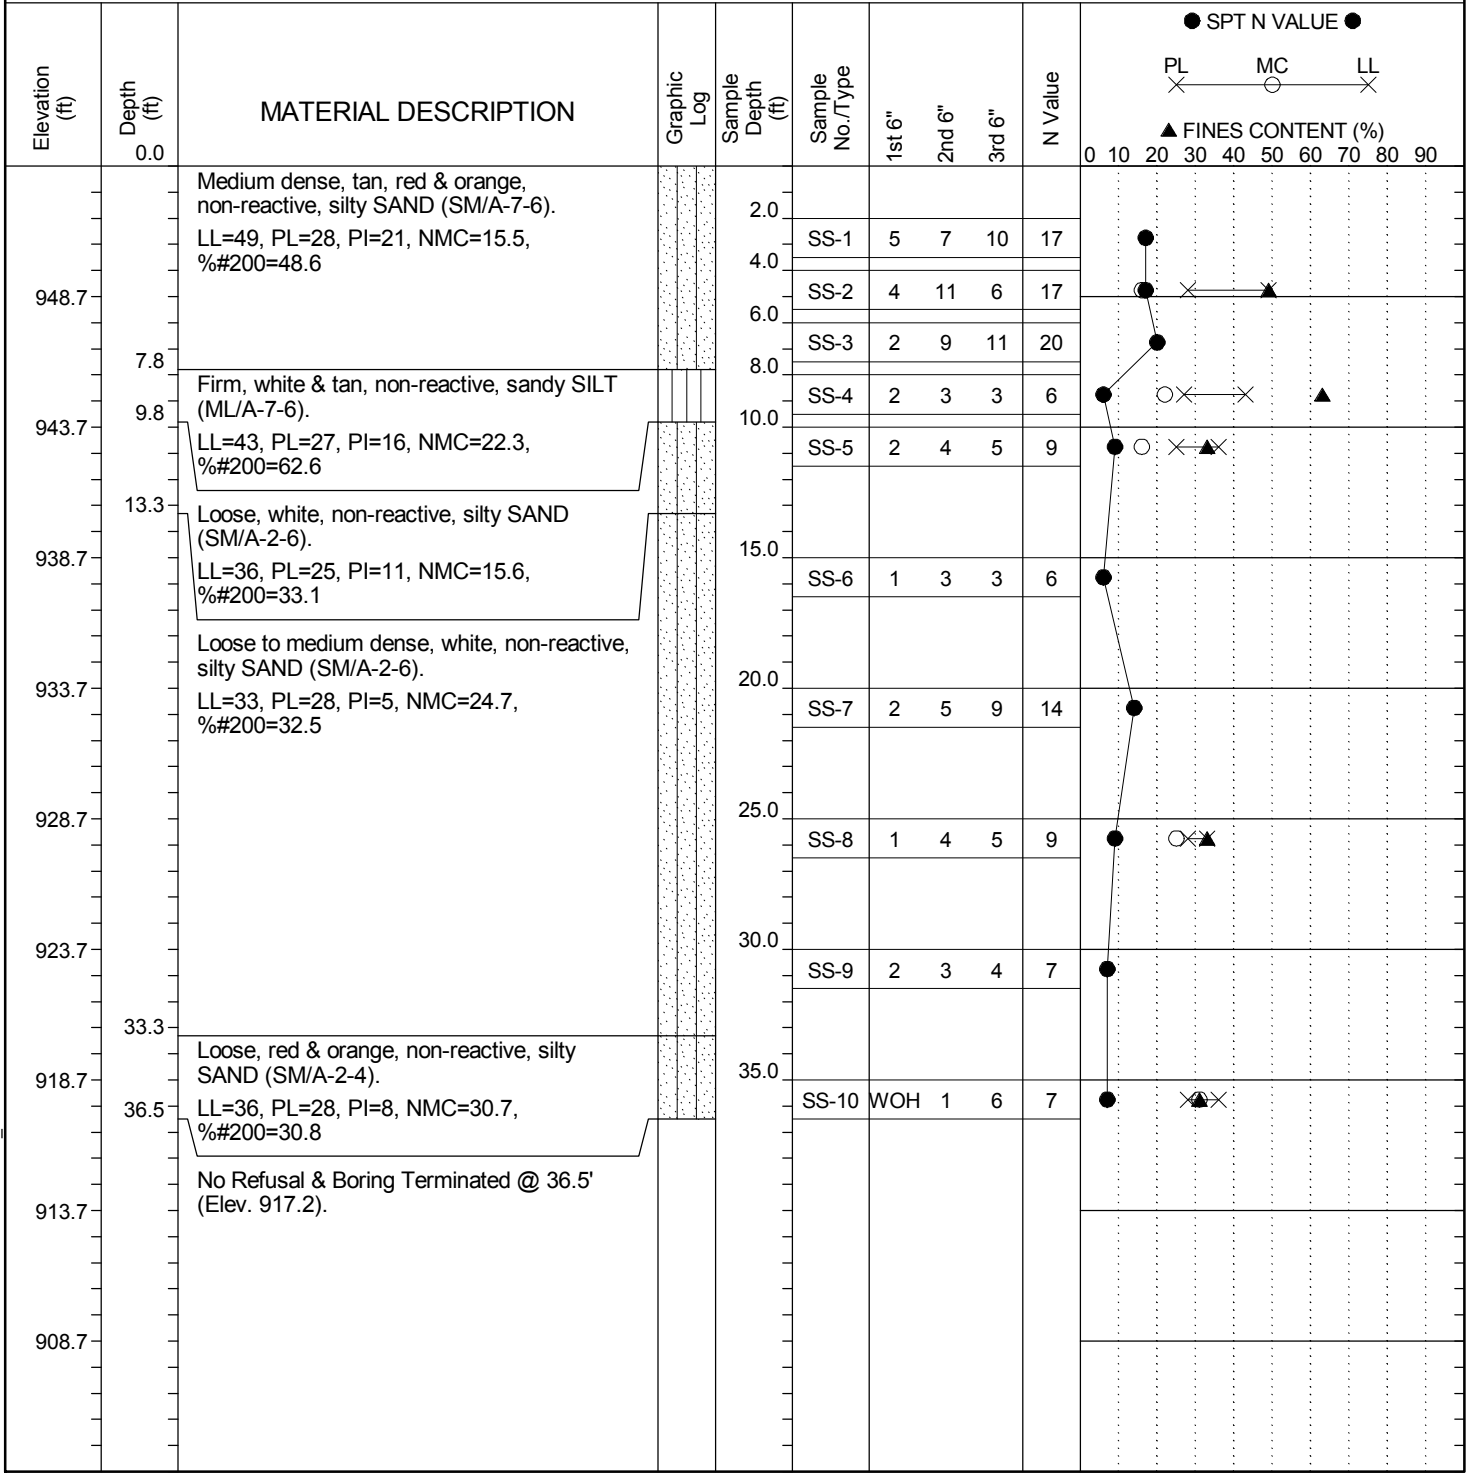 ● SPT N VALUE ●
PL MC LL
▲ FINES CONTENT (%)
0 10 20 30 40 50 60 70 80 90
Elevation
(ft)
Depth
(ft)
0.0
MATERIAL DESCRIPTION
Graphic
Log
Sample
Depth
(ft)
Sample
No./Type
1st 6"
2nd 6"
3rd 6"
N Value
Medium dense, tan, red & orange,
non-reactive, silty SAND (SM/A-7-6).
LL=49, PL=28, PI=21, NMC=15.5,
%#200=48.6
2.0
SS-1 5 7 10 17
4.0
948.7
SS-2 4 11 6 17
6.0
SS-3 2 9 11 20
7.8
8.0
Firm, white & tan, non-reactive, sandy SILT
(ML/A-7-6).
SS-4 2 3 3 6
9.8
10.0
943.7
LL=43, PL=27, PI=16, NMC=22.3,
%#200=62.6
SS-5 2 4 5 9
13.3
Loose, white, non-reactive, silty SAND
(SM/A-2-6).
15.0
938.7
LL=36, PL=25, PI=11, NMC=15.6,
%#200=33.1
SS-6 1 3 3 6
Loose to medium dense, white, non-reactive,
silty SAND (SM/A-2-6).
20.0
933.7
LL=33, PL=28, PI=5, NMC=24.7,
%#200=32.5
SS-7 2 5 9 14
25.0
928.7
SS-8 1 4 5 9
30.0
923.7
SS-9 2 3 4 7
33.3
Loose, red & orange, non-reactive, silty
SAND (SM/A-2-4).
35.0
918.7
36.5
LL=36, PL=28, PI=8, NMC=30.7,
%#200=30.8
SS-10 WOH 1 6 7
No Refusal & Boring Terminated @ 36.5'
(Elev. 917.2).
913.7
908.7